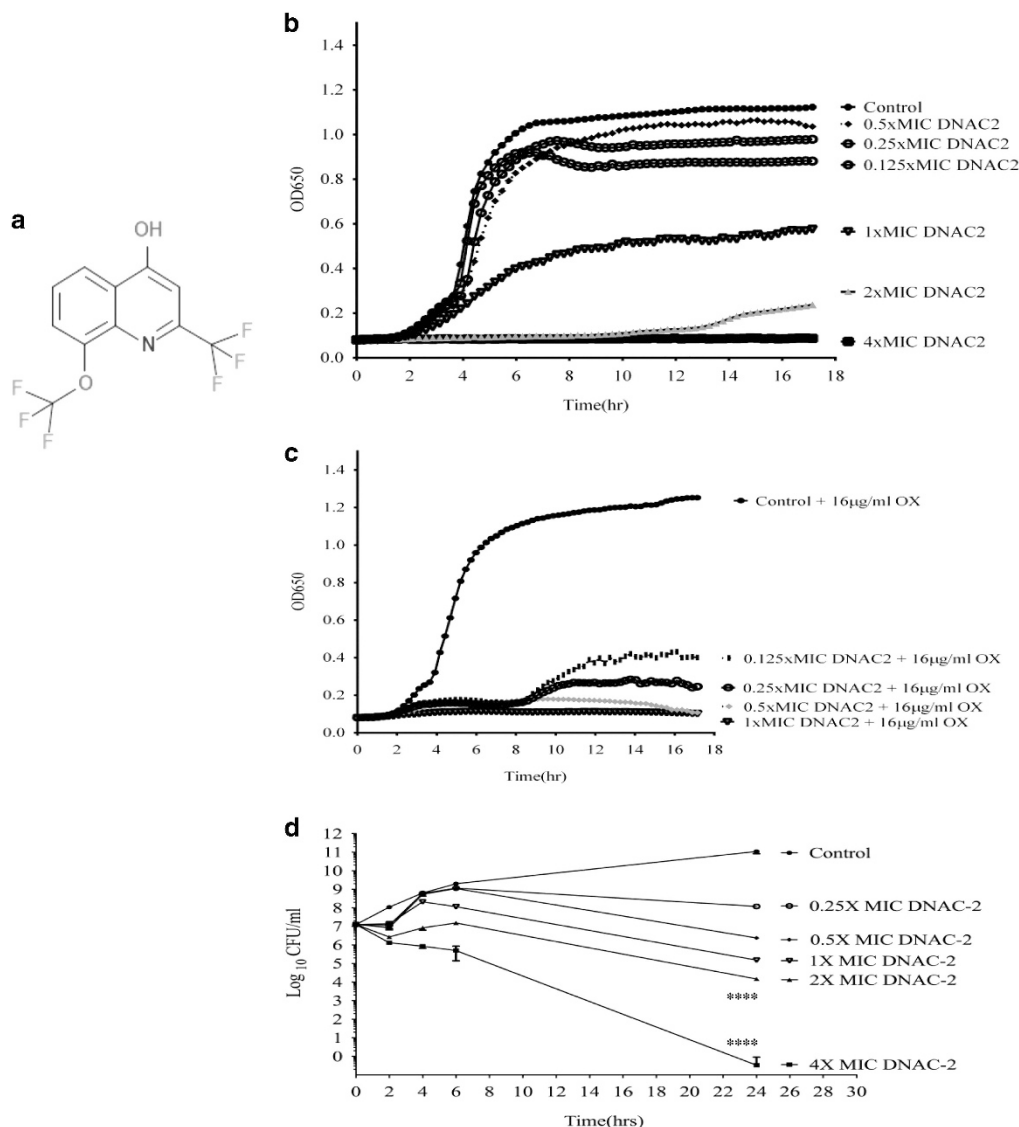 a
OH
N
O
F
F
F
F
F
F
b
OD650
1.4
1.2
1.0
0.8
0.6
0.4
0.2
0.0
0 2 4 6 8 10 12 14 16 18
Time(hr)
Control
0.5xMIC DNAC2
0.25xMIC DNAC2
0.125xMIC DNAC2
1xMIC DNAC2
2xMIC DNAC2
4xMIC DNAC2
c
OD650
1.4
1.2
1.0
0.8
0.6
0.4
0.2
0.0
0 2 4 6 8 10 12 14 16 18
Time(hr)
Control + 16µg/ml OX
0.125xMIC DNAC2 + 16µg/ml OX
0.25xMIC DNAC2 + 16µg/ml OX
0.5xMIC DNAC2 + 16µg/ml OX
1xMIC DNAC2 + 16µg/ml OX
d
Log10 CFU/ml
12
11
10
9
8
7
6
5
4
3
2
1
0
0 2 4 6 8 10 12 14 16 18 20 22 24 26 28 30
Time(hrs)
Control
0.25X MIC DNAC-2
0.5X MIC DNAC-2
1X MIC DNAC-2
2X MIC DNAC-2
****
****
4X MIC DNAC-2